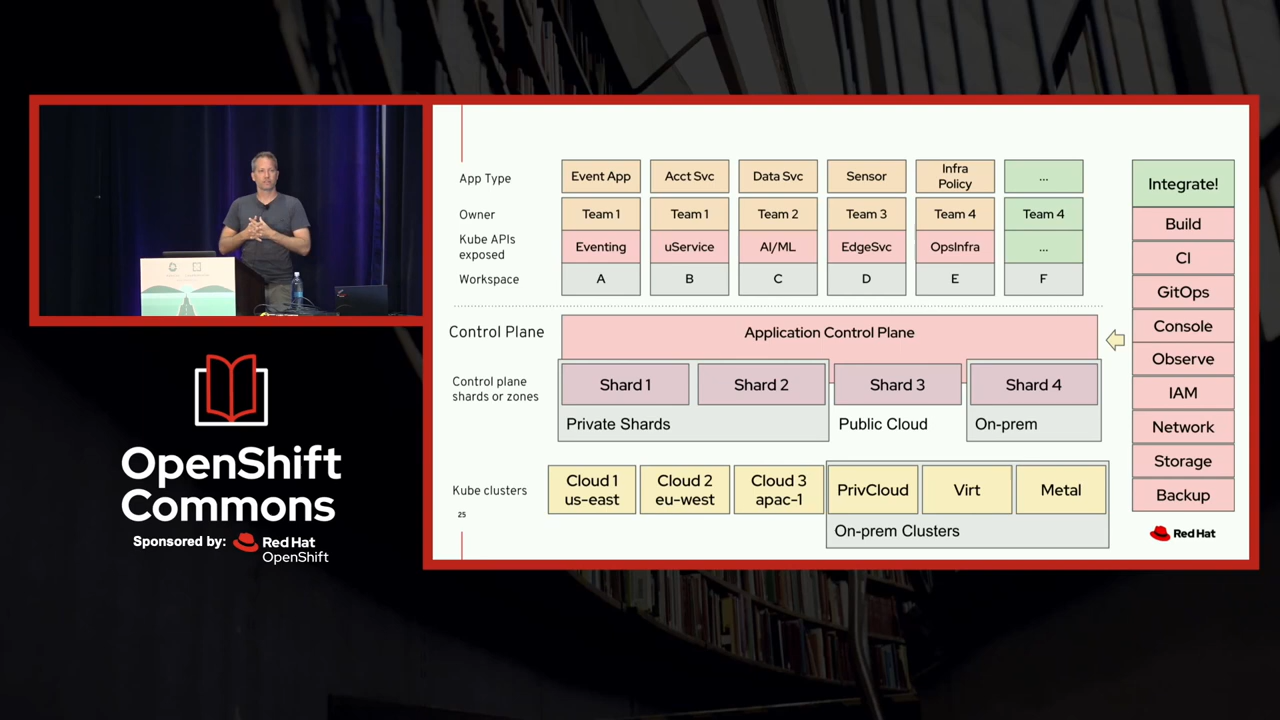 App Type
Event App
Acct Svc
Data Svc
Sensor
Infra
Policy
...
Owner
Team 1
Team 1
Team 2
Team 3
Team 4
Team 4
Kube APIs
exposed
Eventing
uService
AI/ML
EdgeSvc
OpsInfra
...
Workspace
A
B
C
D
E
F
Control Plane
Application Control Plane
Control plane
shards or zones
Shard 1
Shard 2
Shard 3
Shard 4
Private Shards
Public Cloud
On-prem
Kube clusters
Cloud 1
us-east
Cloud 2
eu-west
Cloud 3
apac-1
PrivCloud
Virt
Metal
On-prem Clusters
25
Integrate!
Build
CI
GitOps
Console
Observe
IAM
Network
Storage
Backup
Red Hat
OpenShift
Commons
Sponsored by:
Red Hat
OpenShift